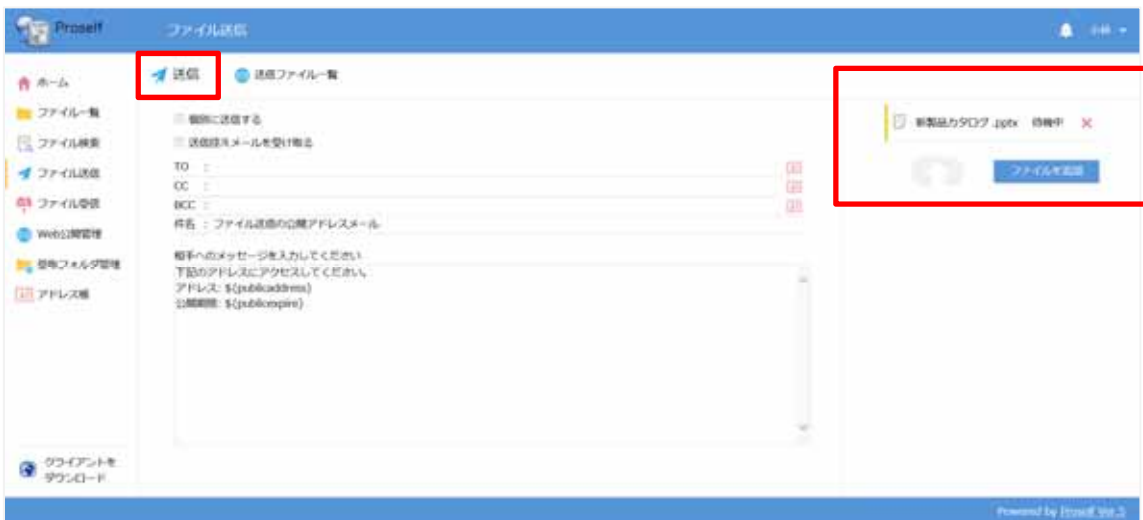 Proself
ファイル送信
小林
送信
送信ファイル一覧
ホーム
ファイル一覧
ファイル検索
ファイル送信
ファイル受信
Web公開管理
受取フォルダ管理
アドレス帳
個別に送信する
送信控えメールを受け取る
TO :
CC :
BCC :
件名 : ファイル送信の公開アドレスメール
相手へのメッセージを入力してください
下記のアドレスにアクセスしてください。
アドレス: ${publicaddress}
公開期限: ${publicexpire}
新製品カタログ.pptx 待機中
ファイルを追加
クライアントを
ダウンロード
Powered by Proself Ver.5